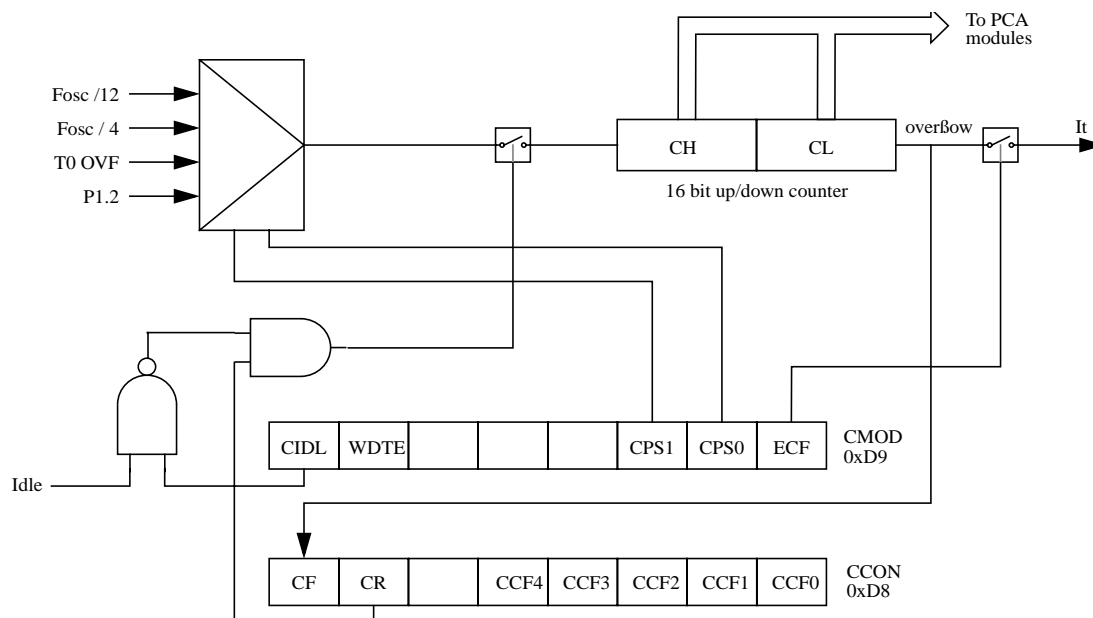 To PCA
modules
Fosc /12
Fosc / 4
T0 OVF
P1.2
CH
CL
overßow
It
16 bit up/down counter
CIDL
WDTE
CPS1
CPS0
ECF
CMOD
0xD9
Idle
CF
CR
CCF4
CCF3
CCF2
CCF1
CCF0
CCON
0xD8